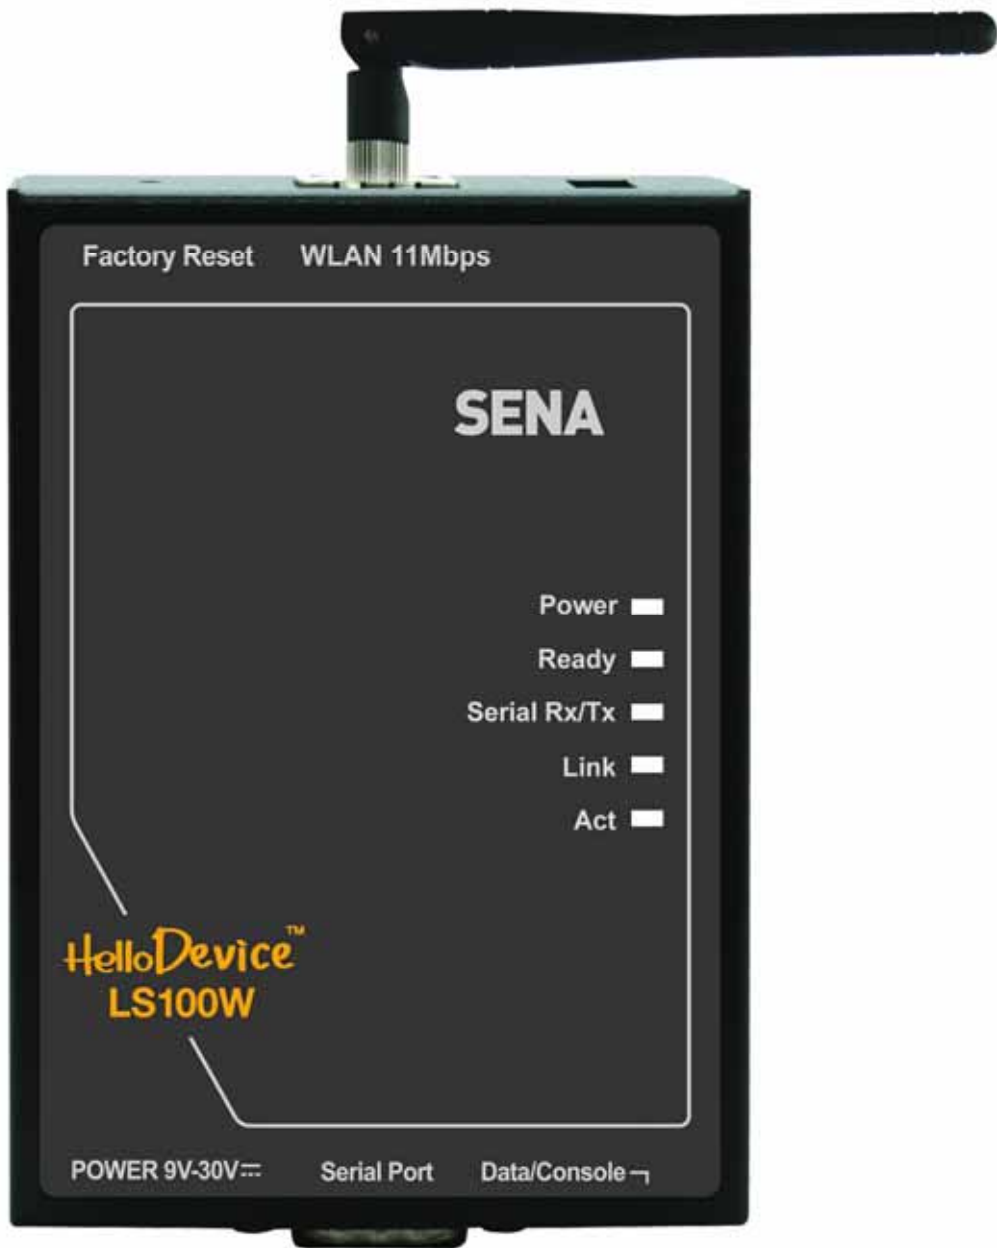 Factory Reset WLAN 11Mbps
SENA
Power
Ready
Serial Rx/Tx
Link
Act
HelloDevice™
LS100W
POWER 9V-30V⎓ Serial Port Data/Console